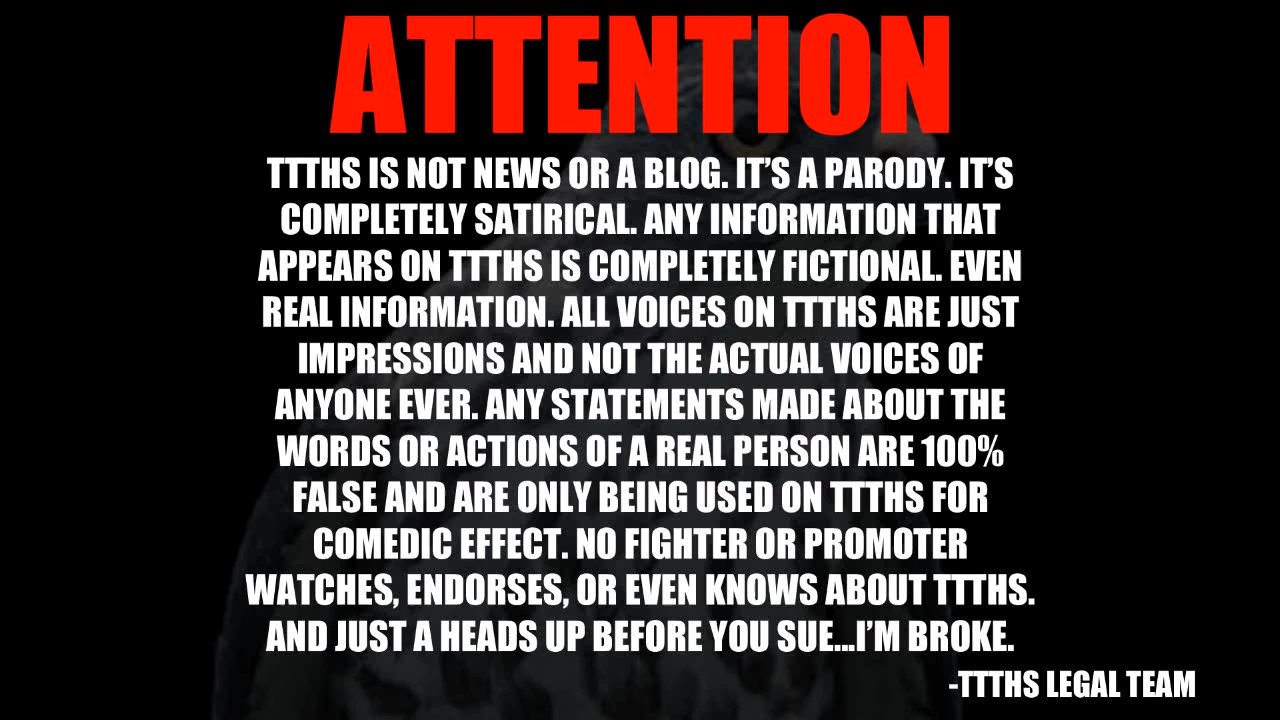 ATTENTION
TTTHS IS NOT NEWS OR A BLOG. IT'S A PARODY. IT'S
COMPLETELY SATIRICAL. ANY INFORMATION THAT
APPEARS ON TTTHS IS COMPLETELY FICTIONAL. EVEN
REAL INFORMATION. ALL VOICES ON TTTHS ARE JUST
IMPRESSIONS AND NOT THE ACTUAL VOICES OF
ANYONE EVER. ANY STATEMENTS MADE ABOUT THE
WORDS OR ACTIONS OF A REAL PERSON ARE 100%
FALSE AND ARE ONLY BEING USED ON TTTHS FOR
COMEDIC EFFECT. NO FIGHTER OR PROMOTER
WATCHES, ENDORSES, OR EVEN KNOWS ABOUT TTTHS.
AND JUST A HEADS UP BEFORE YOU SUE...I'M BROKE.
-TTTHS LEGAL TEAM